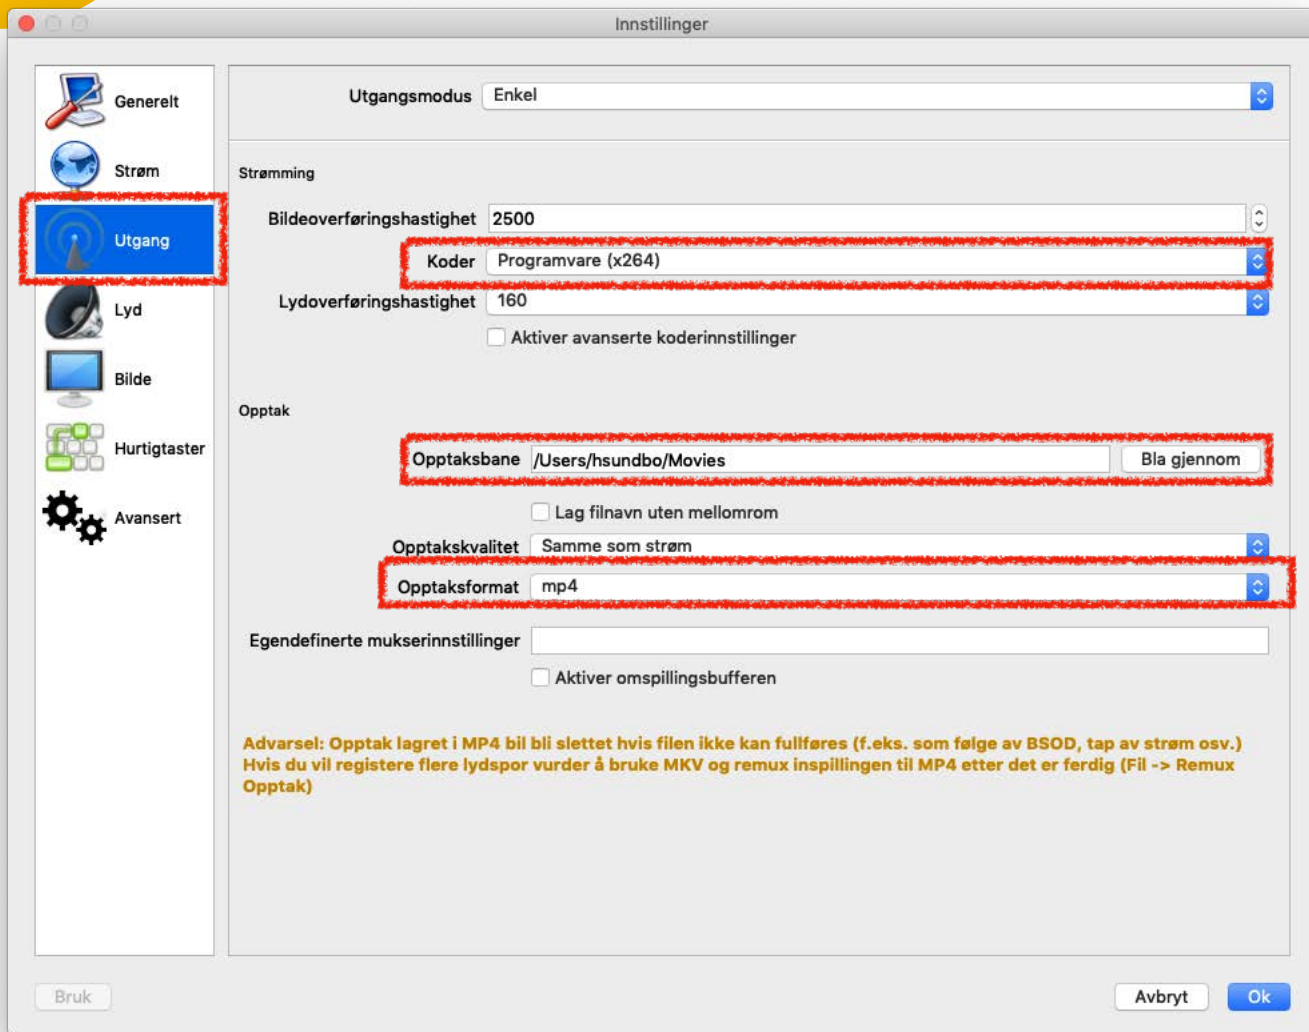 Innstillinger
Generelt
Strøm
Utgang
Lyd
Bilde
Hurtigtaster
Avansert
Utgangsmodus Enkel
Strømming
Bildeoverføringshastighet 2500
Koder Programvare (x264)
Lydoverføringshastighet 160
Aktiver avanserte koderinnstillinger
Opptak
Opptaksbane /Users/hsundbo/Movies Bla gjennom
Lag filnavn uten mellomrom
Opptakskvalitet Samme som strøm
Opptaksformat mp4
Egendefinerte mukserinnstillinger
Aktiver omspillingsbufferen
Advarsel: Opptak lagret i MP4 bil bli slettet hvis filen ikke kan fullføres (f.eks. som følge av BSOD, tap av strøm osv.)
Hvis du vil registere flere lydspor vurder å bruke MKV og remux inspillingen til MP4 etter det er ferdig (Fil -> Remux
Opptak)
Bruk Avbryt Ok